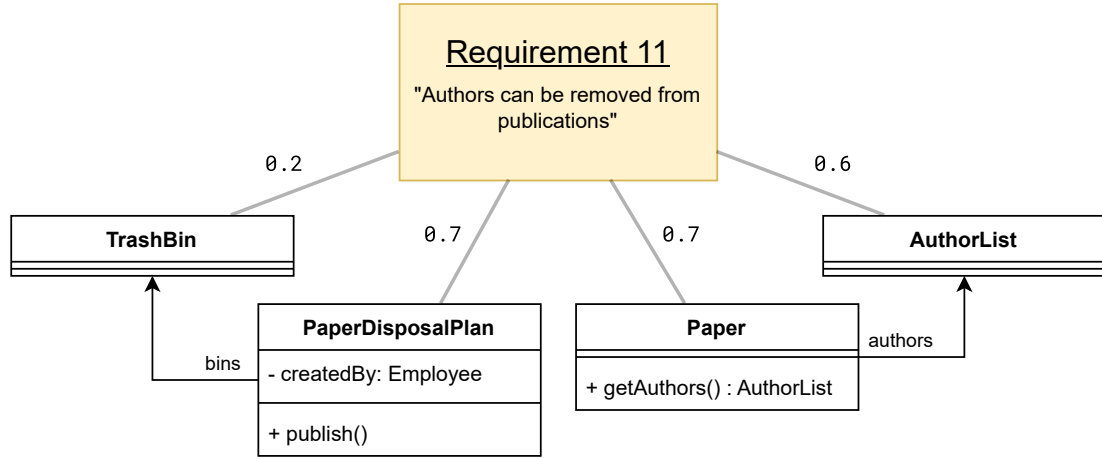 Requirement 11
"Authors can be removed from
publications"
0.2
0.6
0.7
0.7
TrashBin
AuthorList
PaperDisposalPlan
- createdBy: Employee
+ publish()
bins
Paper
+ getAuthors() : AuthorList
authors